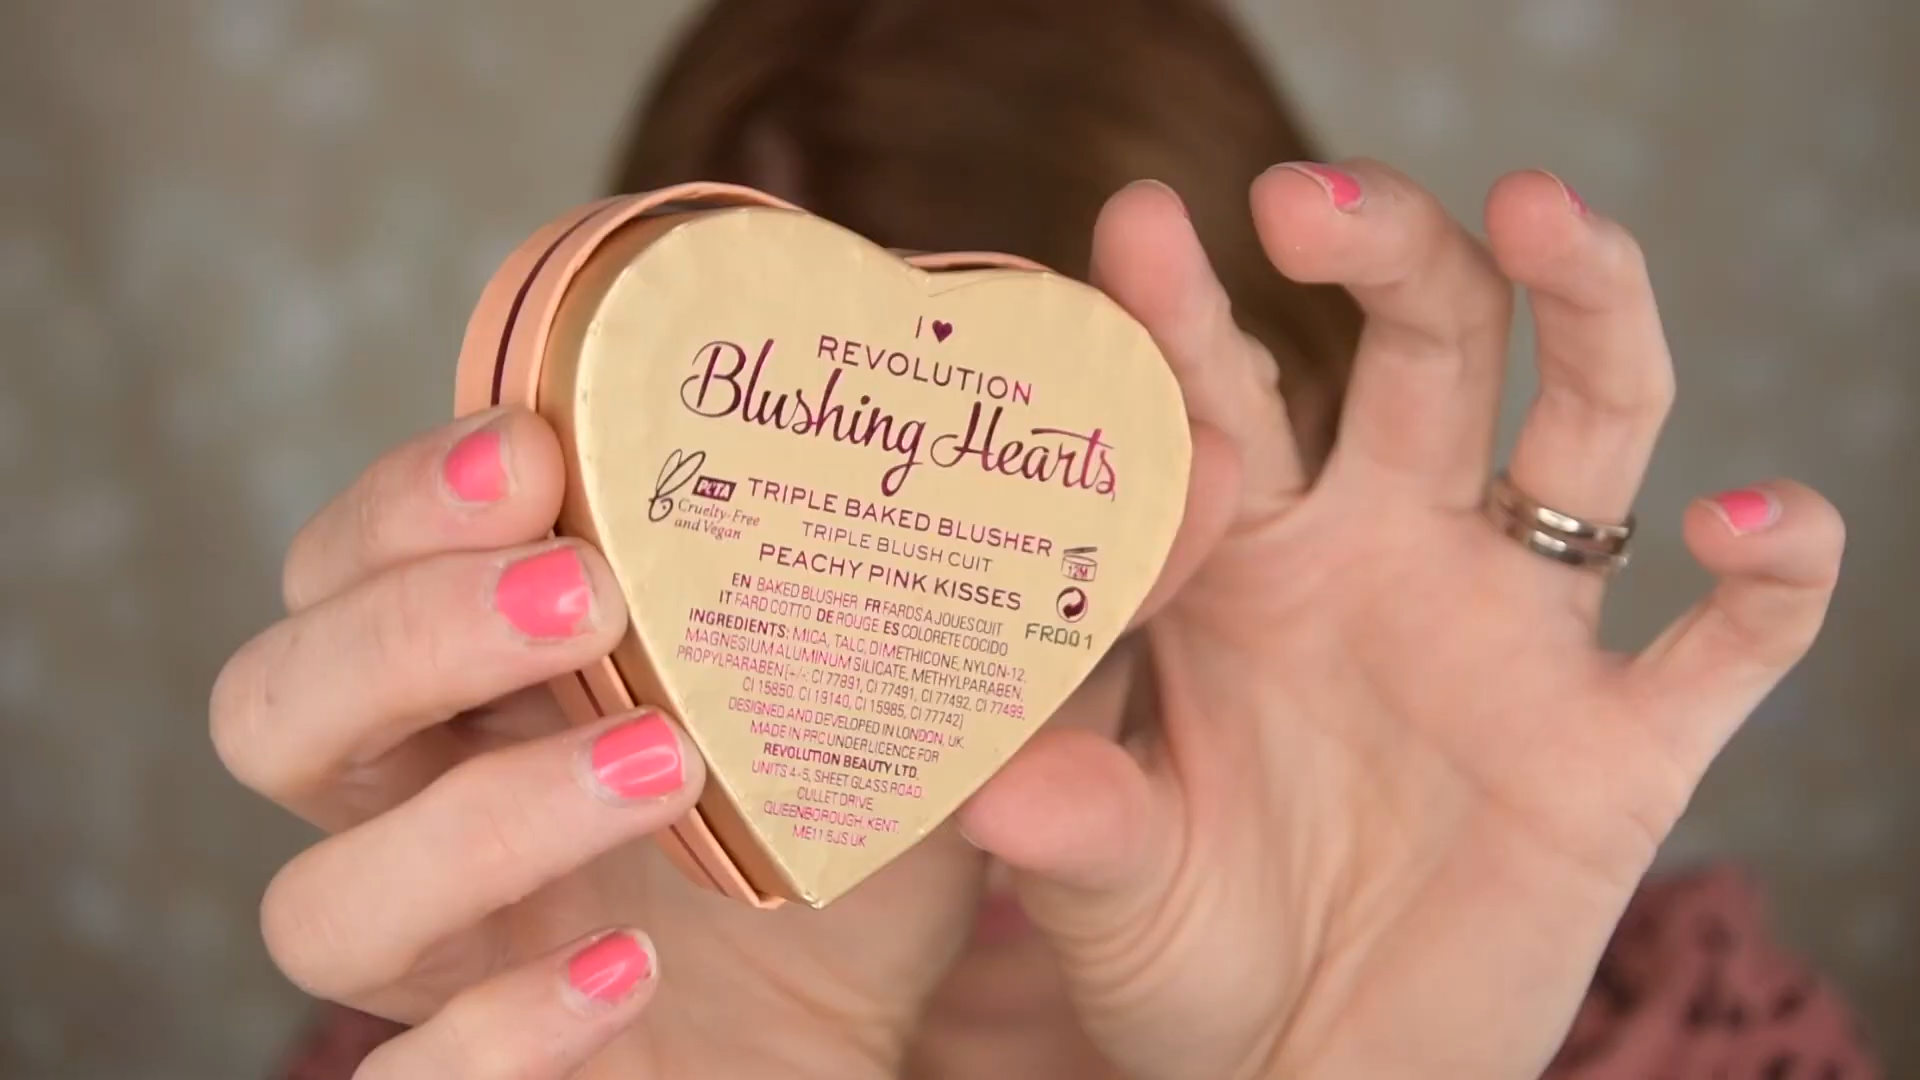 I ♥
REVOLUTION
Blushing Hearts
PETA
Cruelty-Free
and Vegan
TRIPLE BAKED BLUSHER
TRIPLE BLUSH CUIT
PEACHY PINK KISSES
12M
EN BAKED BLUSHER FR FARDS A JOUES CUIT
IT FARD COTTO DE ROUGE ES COLORETE COCIDO
FR001
INGREDIENTS: MICA, TALC, DIMETHICONE, NYLON-12,
MAGNESIUM ALUMINUM SILICATE, METHYLPARABEN,
PROPYLPARABEN [+/-: CI 77891, CI 77491, CI 77492, CI 77499,
CI 15850, CI 19140, CI 15985, CI 77742]
DESIGNED AND DEVELOPED IN LONDON, UK.
MADE IN PRC UNDER LICENCE FOR
REVOLUTION BEAUTY LTD,
UNITS 4-5, SHEET GLASS ROAD,
CULLET DRIVE,
QUEENBOROUGH, KENT,
ME11 5JS UK